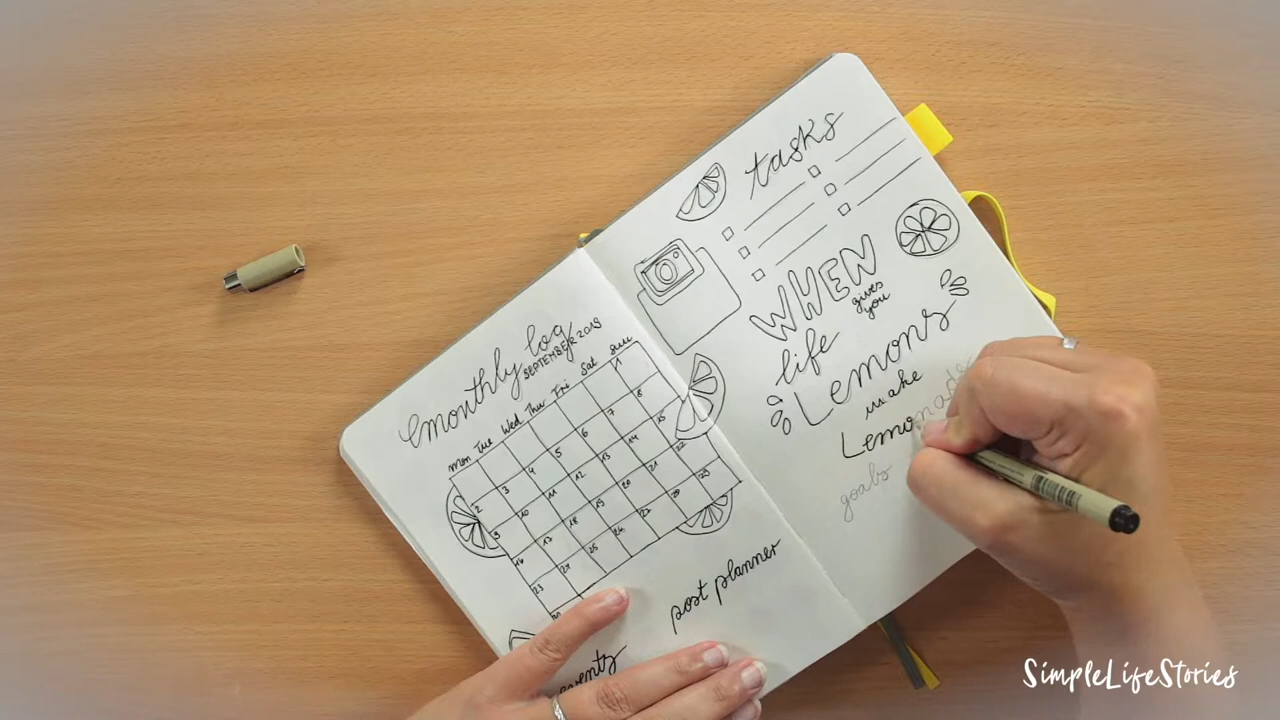 monthly log
SEPTEMBER 2019
Mon Tue Wed Thu Fri Sat Sun
1
2 3 4 5 6 7 8
9 10 11 12 13 14 15
16 17 18 19 20 21 22
23 24 25 26 27 28 29
30
events
post planner
tasks
WHEN
life
gives
you
Lemons
make
Lemonade
goals
SimpleLifeStories